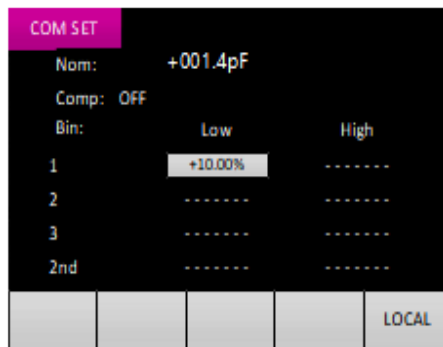 COM SET
Nom: +001.4pF
Comp: OFF
Bin: Low High
1 +10.00% -------
2 ------- -------
3 ------- -------
2nd ------- -------
LOCAL